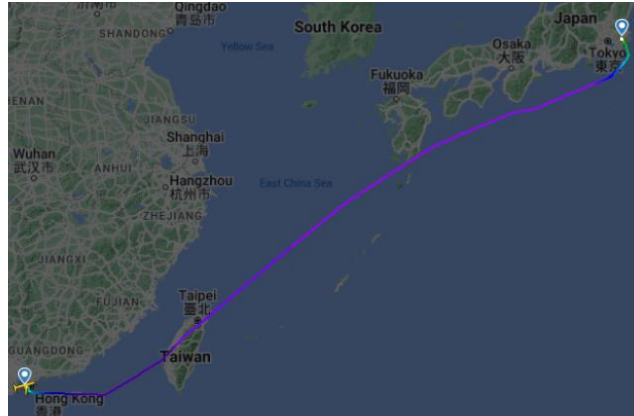 Qingdao
青岛市
SHANDONG
South Korea
Japan
Yellow Sea
Osaka
大阪
Tokyo
東京
Fukuoka
福岡
HENAN
JIANGSU
Shanghai
上海
Wuhan
武汉市
ANHUI
Hangzhou
杭州市
East China Sea
ZHEJIANG
JIANGXI
FUJIAN
Taipei
臺北
GUANGDONG
Taiwan
Hong Kong
香港